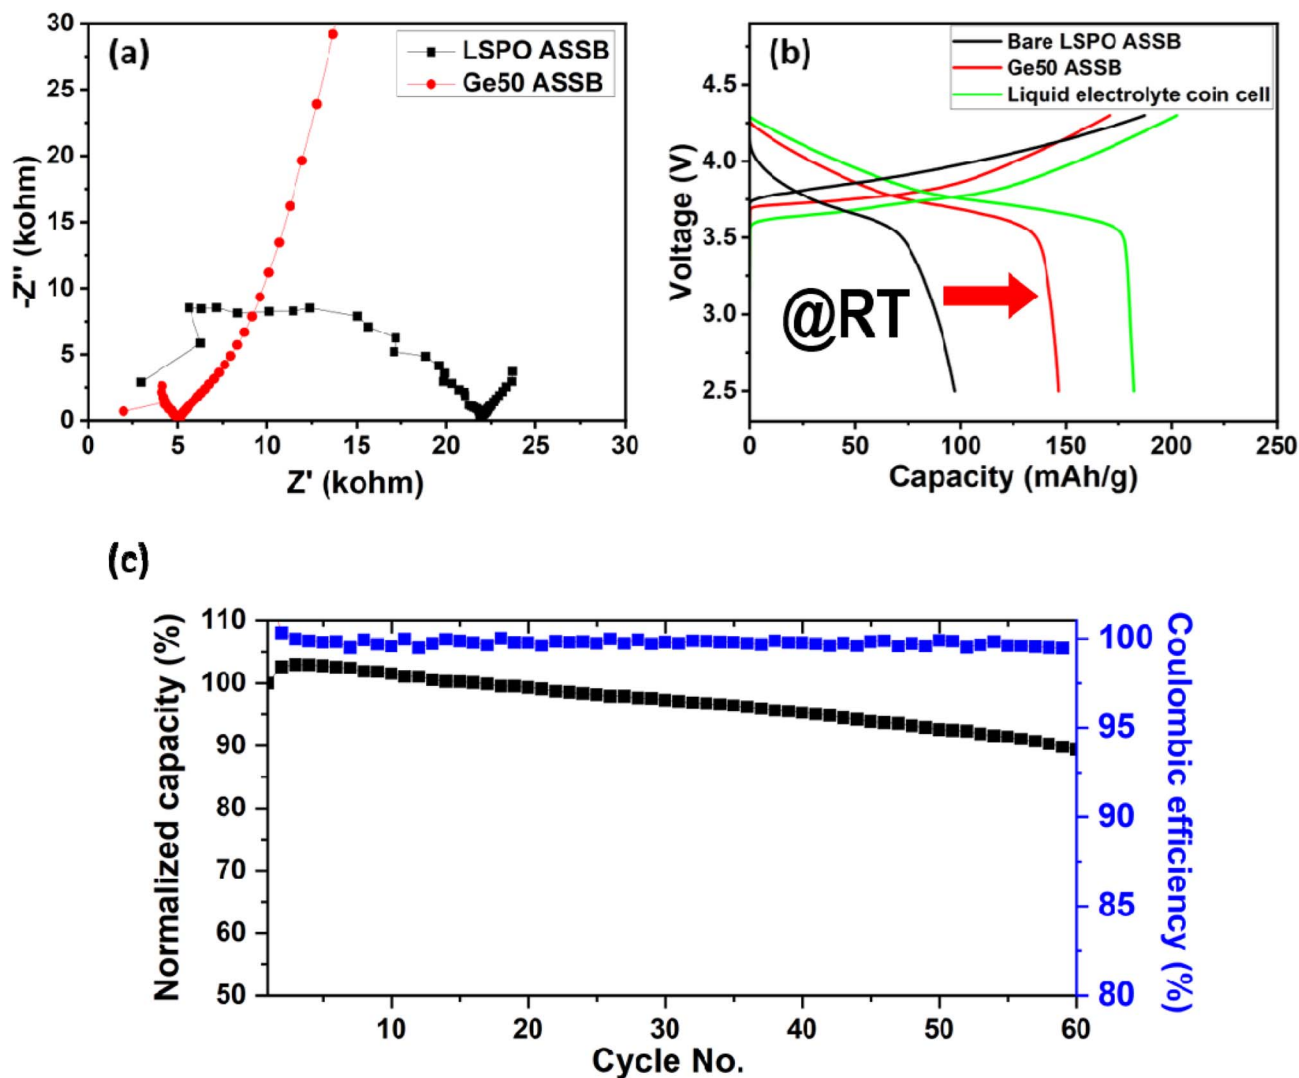 (a)
LSPO ASSB
Ge50 ASSB
30
25
20
15
10
5
0
-Z" (kohm)
0 5 10 15 20 25 30
Z' (kohm)
(b)
Bare LSPO ASSB
Ge50 ASSB
Liquid electrolyte coin cell
4.5
4.0
3.5
3.0
2.5
Voltage (V)
@RT
0 50 100 150 200 250
Capacity (mAh/g)
(c)
110
100
90
80
70
60
50
Normalized capacity (%)
100
95
90
85
80
Coulombic efficiency (%)
10 20 30 40 50 60
Cycle No.